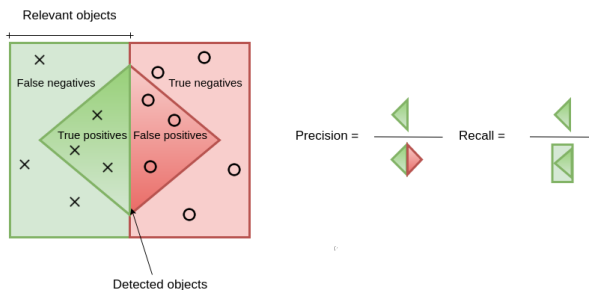 Relevant objects
False negatives
True negatives
True positives
False positives
Precision =
Recall =
Detected objects